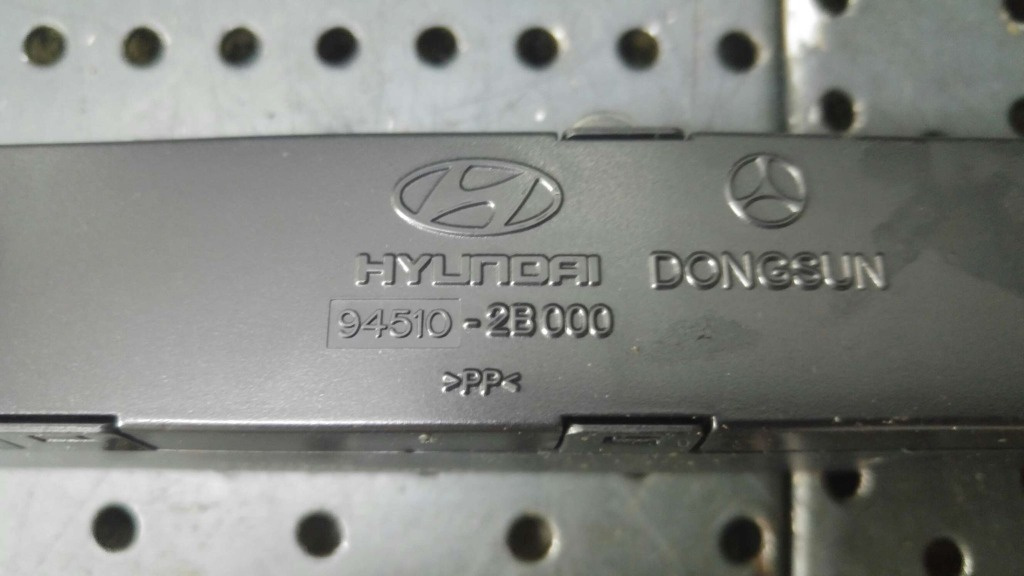 HYUNDAI DONGSUN
94510-2B000
>PP<